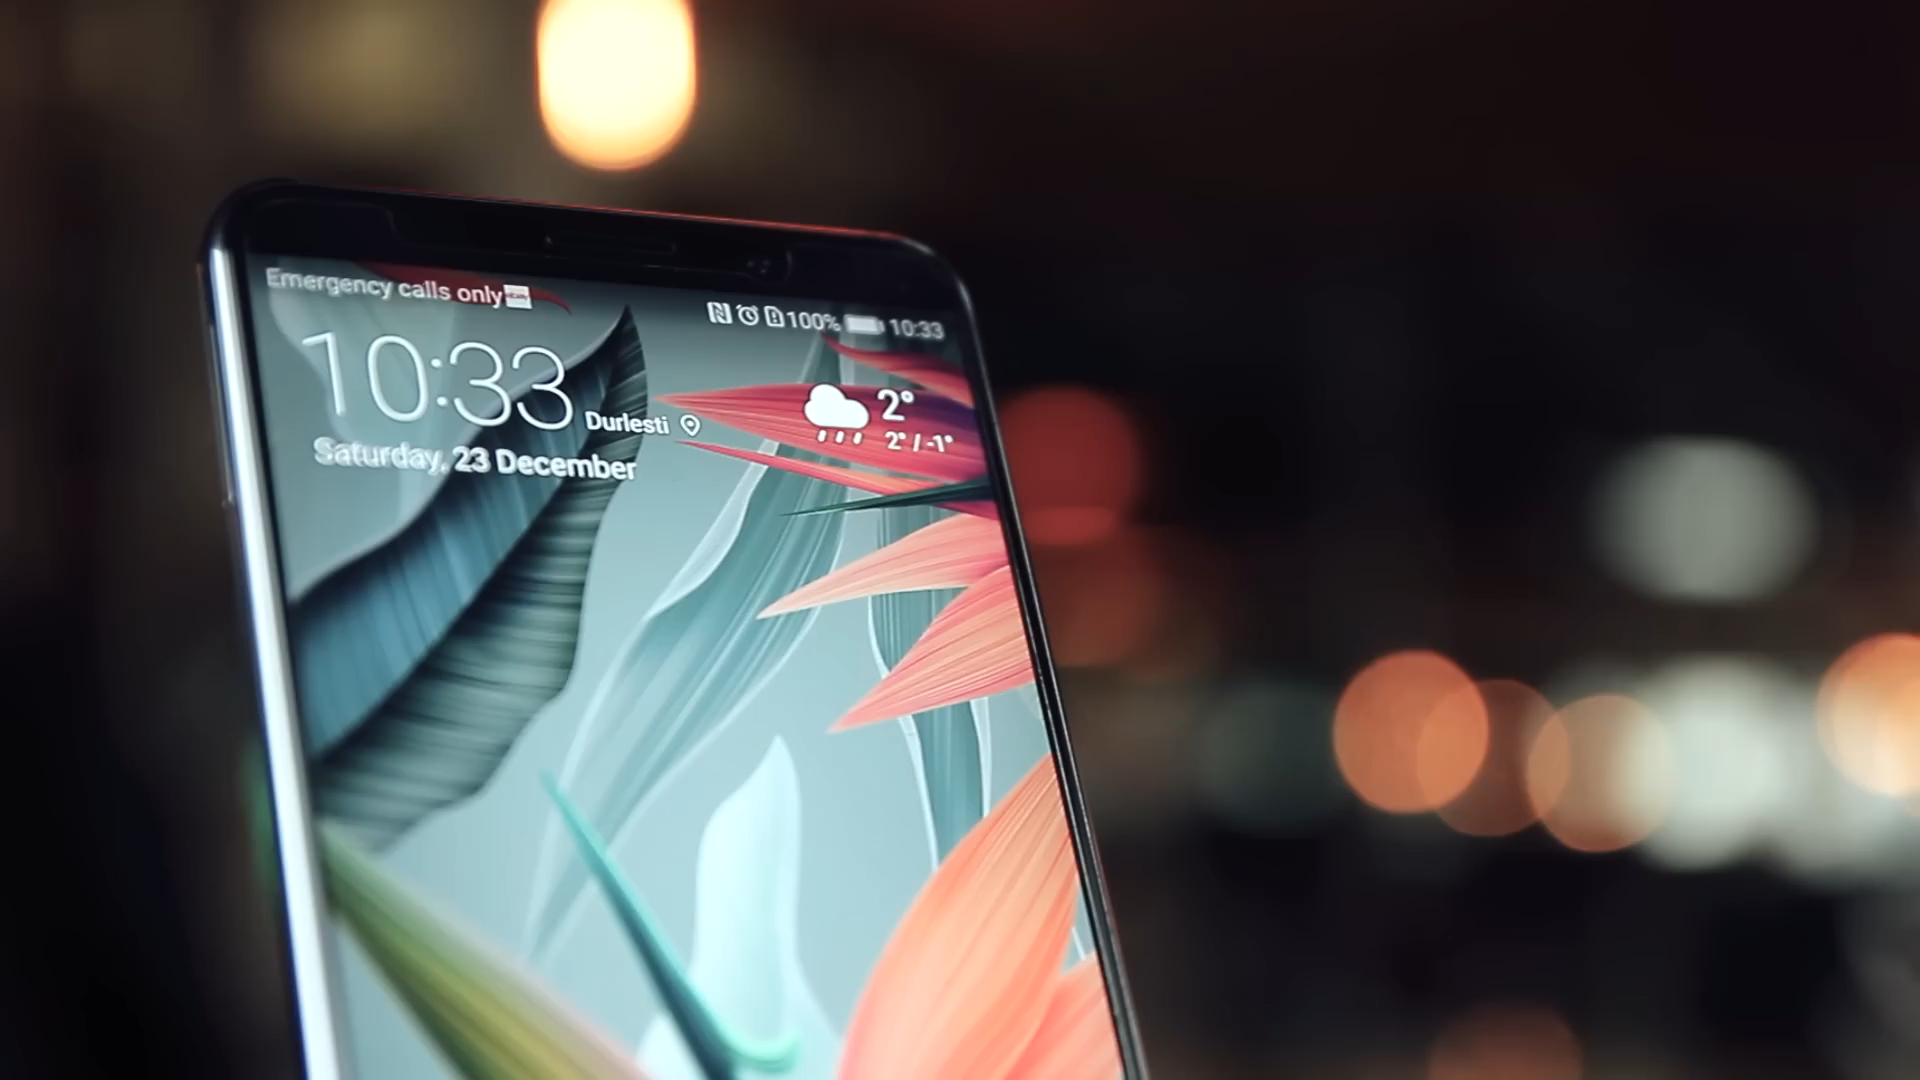 Emergency calls only
100% 10:33
10:33 Durlesti
Saturday, 23 December
2°
2° / -1°